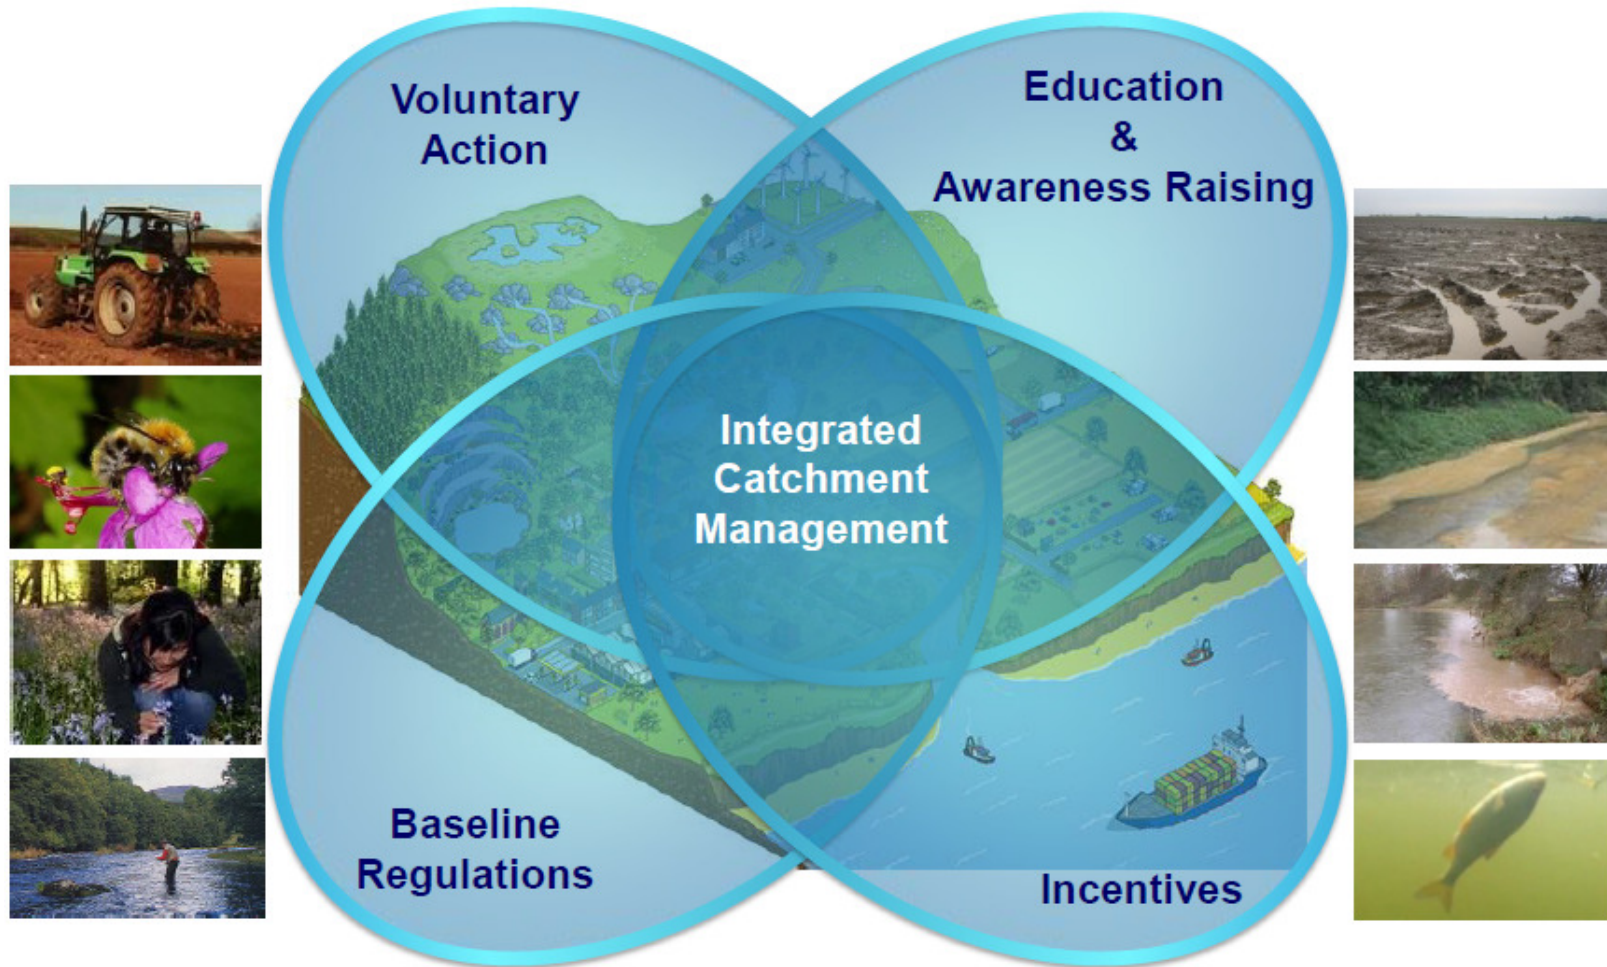 Voluntary
Action
Education
&
Awareness Raising
Integrated
Catchment
Management
Baseline
Regulations
Incentives